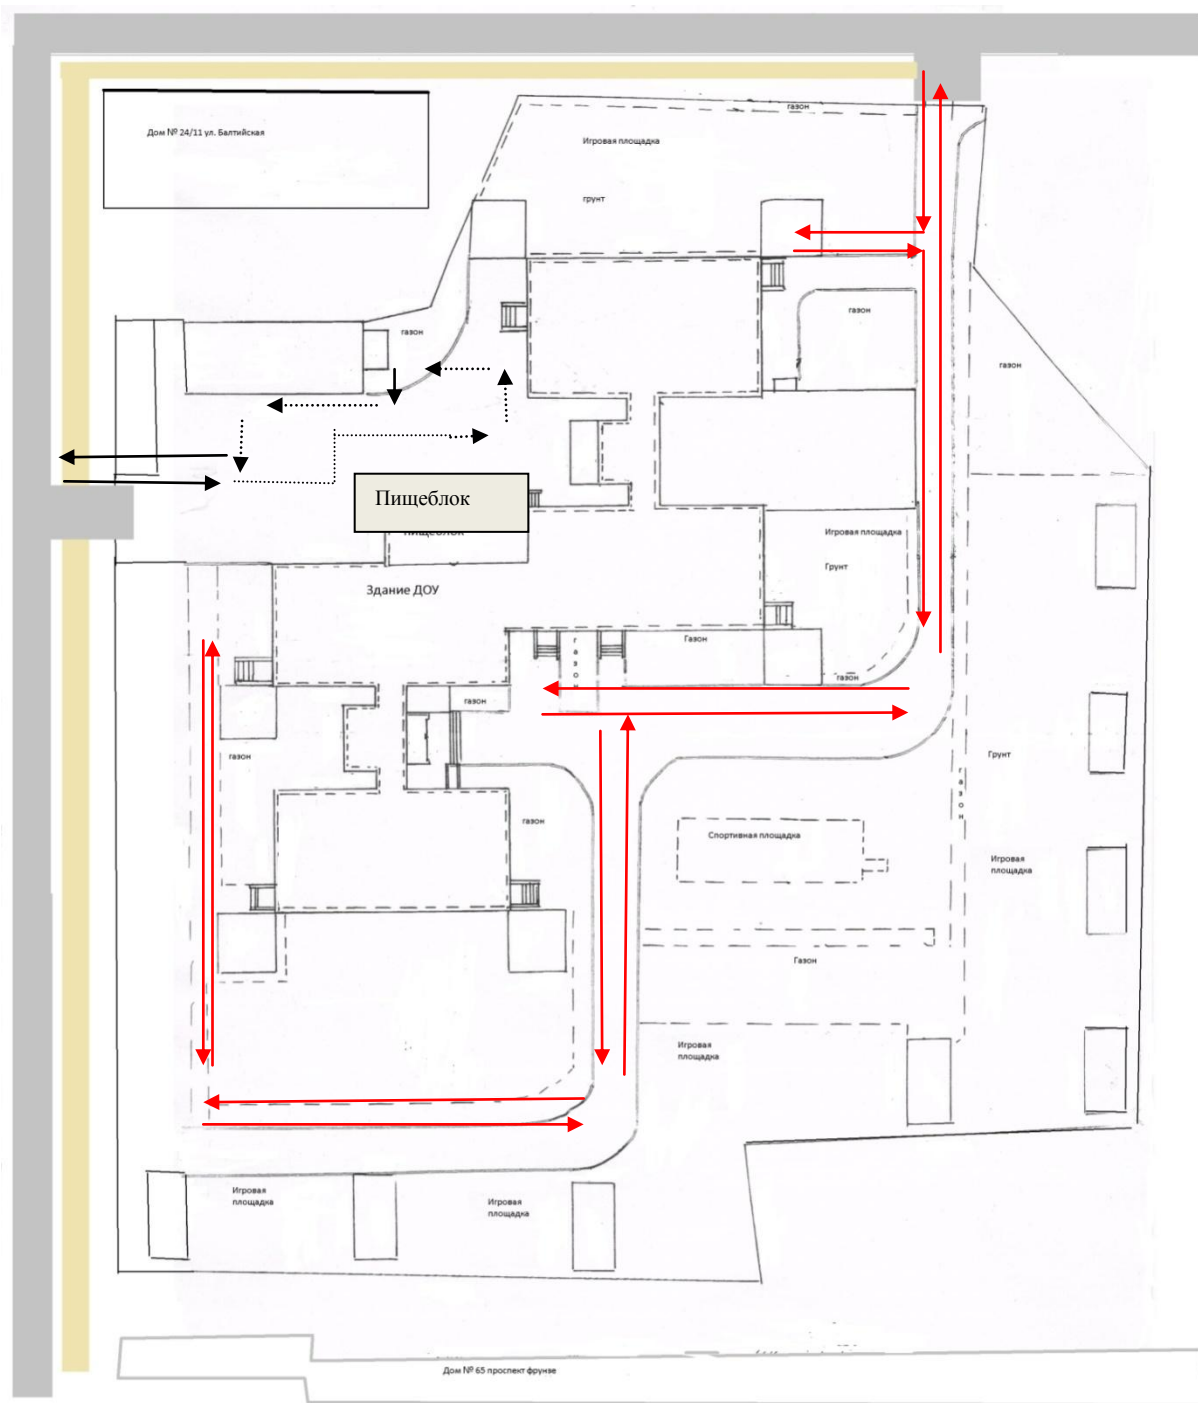 газон
Дом № 24/11 ул. Балтийская
Игровая площадка
грунт
газон
газон
газон
Пищеблок
пищеблок
Игровая площадка
Грунт
Здание ДОУ
газон
Газон
газон
газон
газон
Грунт
газон
газон
Спортивная площадка
Игровая
площадка
Газон
Игровая
площадка
Игровая
площадка
Игровая
площадка
Дом № 65 проспект фрунзе